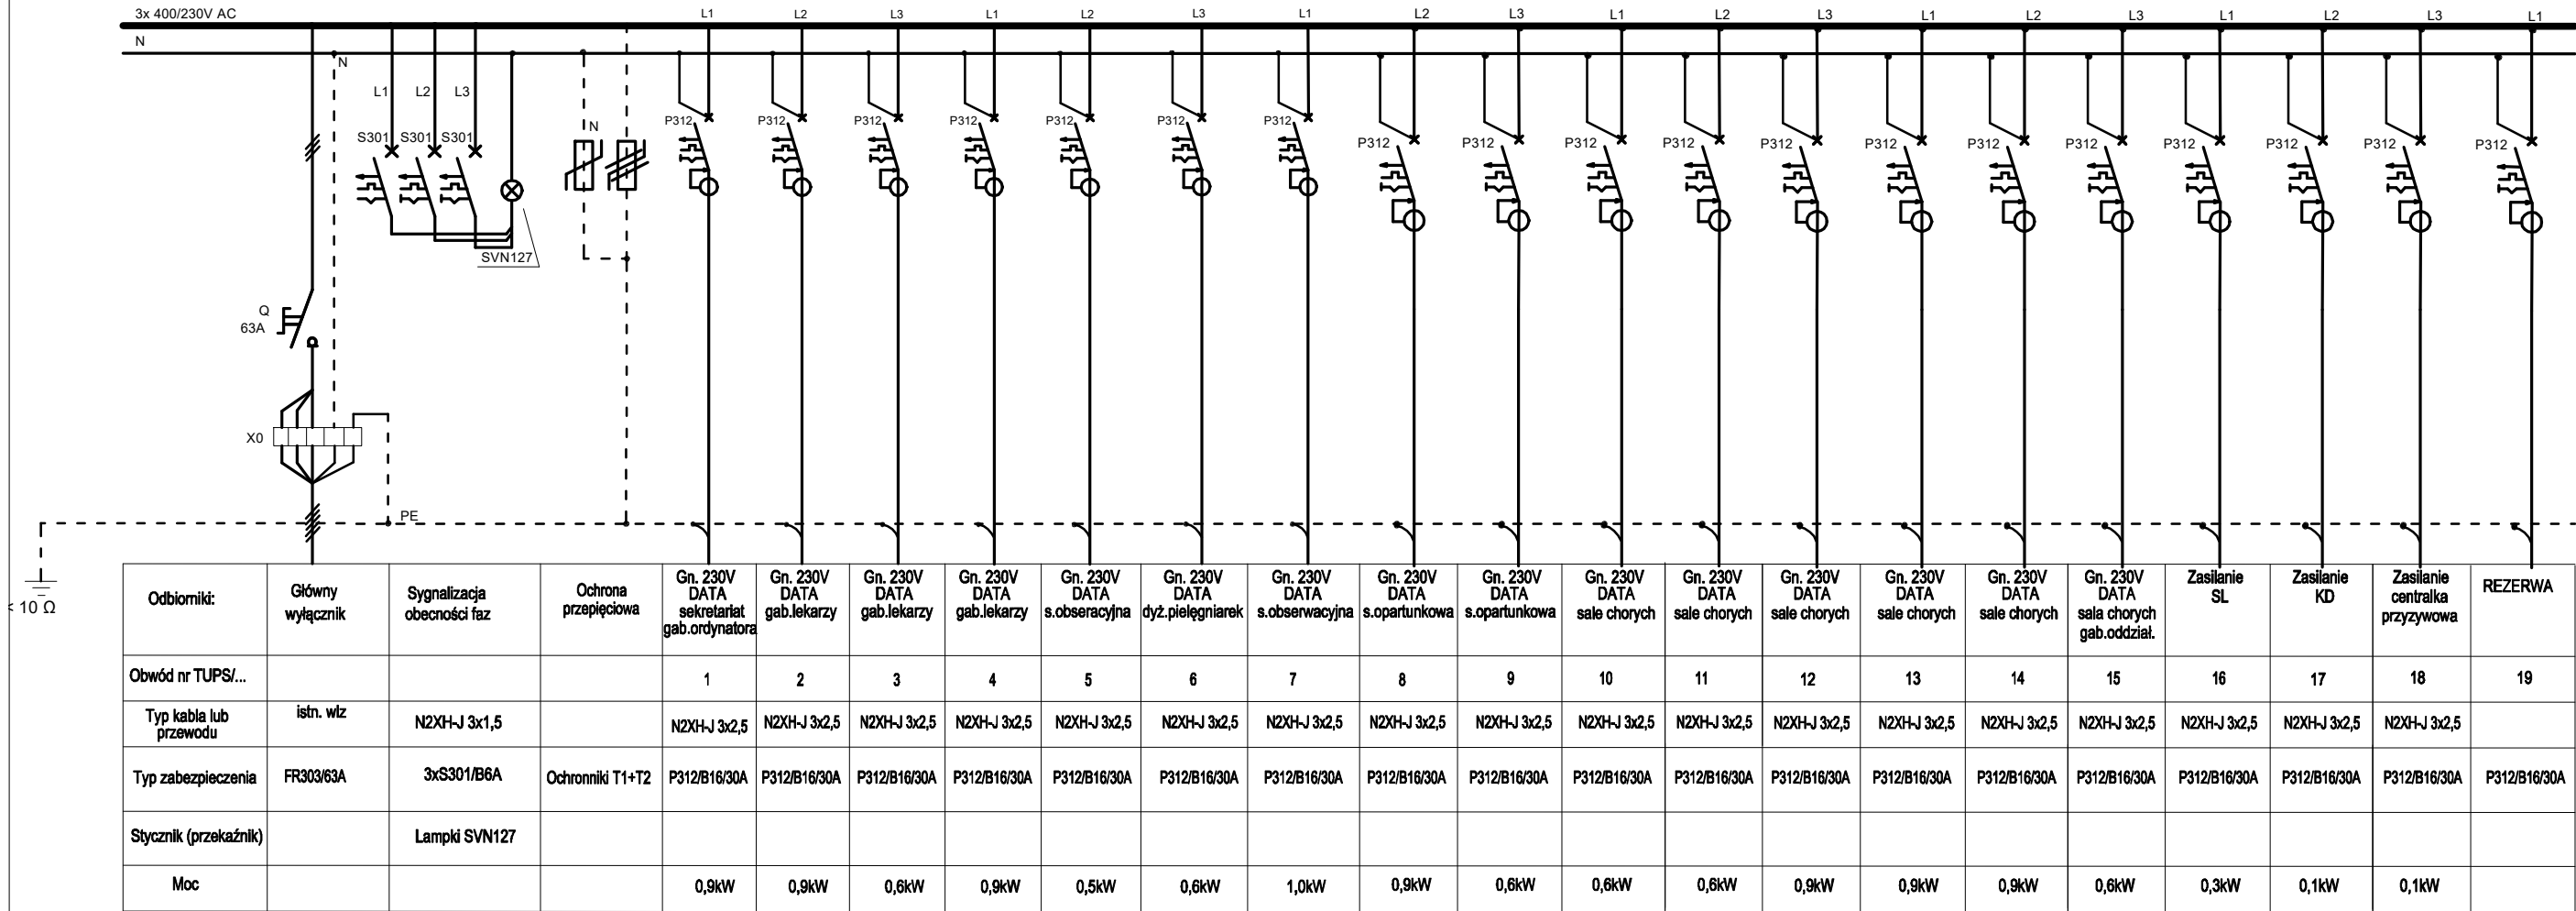 3x 400/230V AC
L1 L2 L3 L1 L2 L3 L1 L2 L3 L1 L2 L3 L1 L2 L3 L1 L2 L3 L1
N
N
L1 L2 L3
S301 S301 S301
N
P312 P312 P312 P312 P312 P312 P312 P312 P312 P312 P312 P312 P312 P312 P312 P312 P312 P312 P312
SVN127
Q
63A
X0
PE
< 10 Ω
Odbiorniki:
Główny
wyłącznik
Sygnalizacja
obecności faz
Ochrona
przepięciowa
Gn. 230V
DATA
sekretariat
gab.ordynatora
Gn. 230V
DATA
gab.lekarzy
Gn. 230V
DATA
gab.lekarzy
Gn. 230V
DATA
gab.lekarzy
Gn. 230V
DATA
s.obseracyjna
Gn. 230V
DATA
dyż.pielęgniarek
Gn. 230V
DATA
s.obserwacyjna
Gn. 230V
DATA
s.opartunkowa
Gn. 230V
DATA
s.opartunkowa
Gn. 230V
DATA
sale chorych
Gn. 230V
DATA
sale chorych
Gn. 230V
DATA
sale chorych
Gn. 230V
DATA
sale chorych
Gn. 230V
DATA
sale chorych
Gn. 230V
DATA
sala chorych
gab.oddział.
Zasilanie
SL
Zasilanie
KD
Zasilanie
centralka
przyzywowa
REZERWA
Obwód nr TUPS/... 1 2 3 4 5 6 7 8 9 10 11 12 13 14 15 16 17 18 19
Typ kabla lub
przewodu
istn. wlz
N2XH-J 3x1,5
N2XH-J 3x2,5 N2XH-J 3x2,5 N2XH-J 3x2,5 N2XH-J 3x2,5 N2XH-J 3x2,5 N2XH-J 3x2,5 N2XH-J 3x2,5 N2XH-J 3x2,5 N2XH-J 3x2,5 N2XH-J 3x2,5 N2XH-J 3x2,5 N2XH-J 3x2,5 N2XH-J 3x2,5 N2XH-J 3x2,5 N2XH-J 3x2,5 N2XH-J 3x2,5 N2XH-J 3x2,5 N2XH-J 3x2,5
Typ zabezpieczenia FR303/63A 3xS301/B6A Ochronniki T1+T2 P312/B16/30A P312/B16/30A P312/B16/30A P312/B16/30A P312/B16/30A P312/B16/30A P312/B16/30A P312/B16/30A P312/B16/30A P312/B16/30A P312/B16/30A P312/B16/30A P312/B16/30A P312/B16/30A P312/B16/30A P312/B16/30A P312/B16/30A P312/B16/30A P312/B16/30A
Stycznik (przekaźnik) Lampki SVN127
Moc 0,9kW 0,9kW 0,6kW 0,9kW 0,5kW 0,6kW 1,0kW 0,9kW 0,6kW 0,6kW 0,6kW 0,9kW 0,9kW 0,9kW 0,6kW 0,3kW 0,1kW 0,1kW